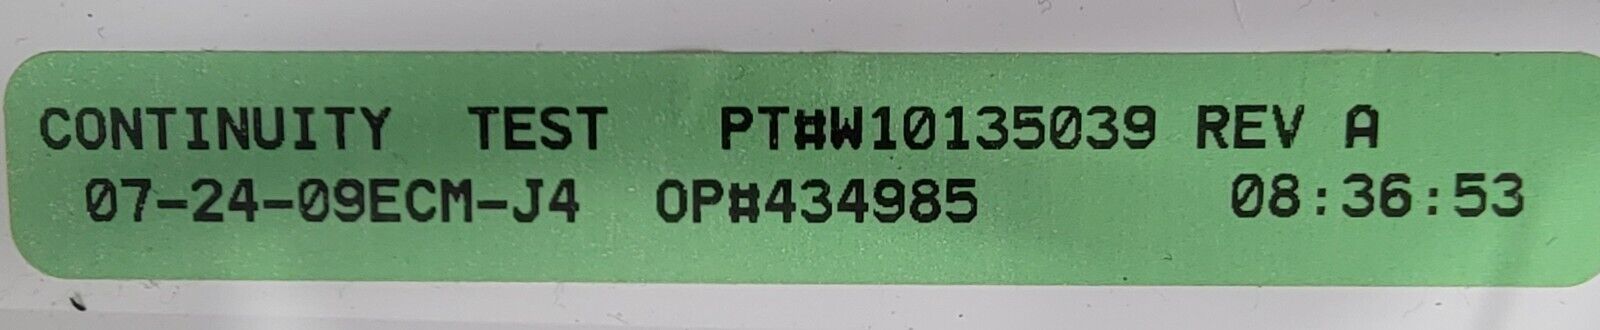 CONTINUITY TEST PT#W10135039 REV A
07-24-09ECM-J4 OP#434985 08:36:53